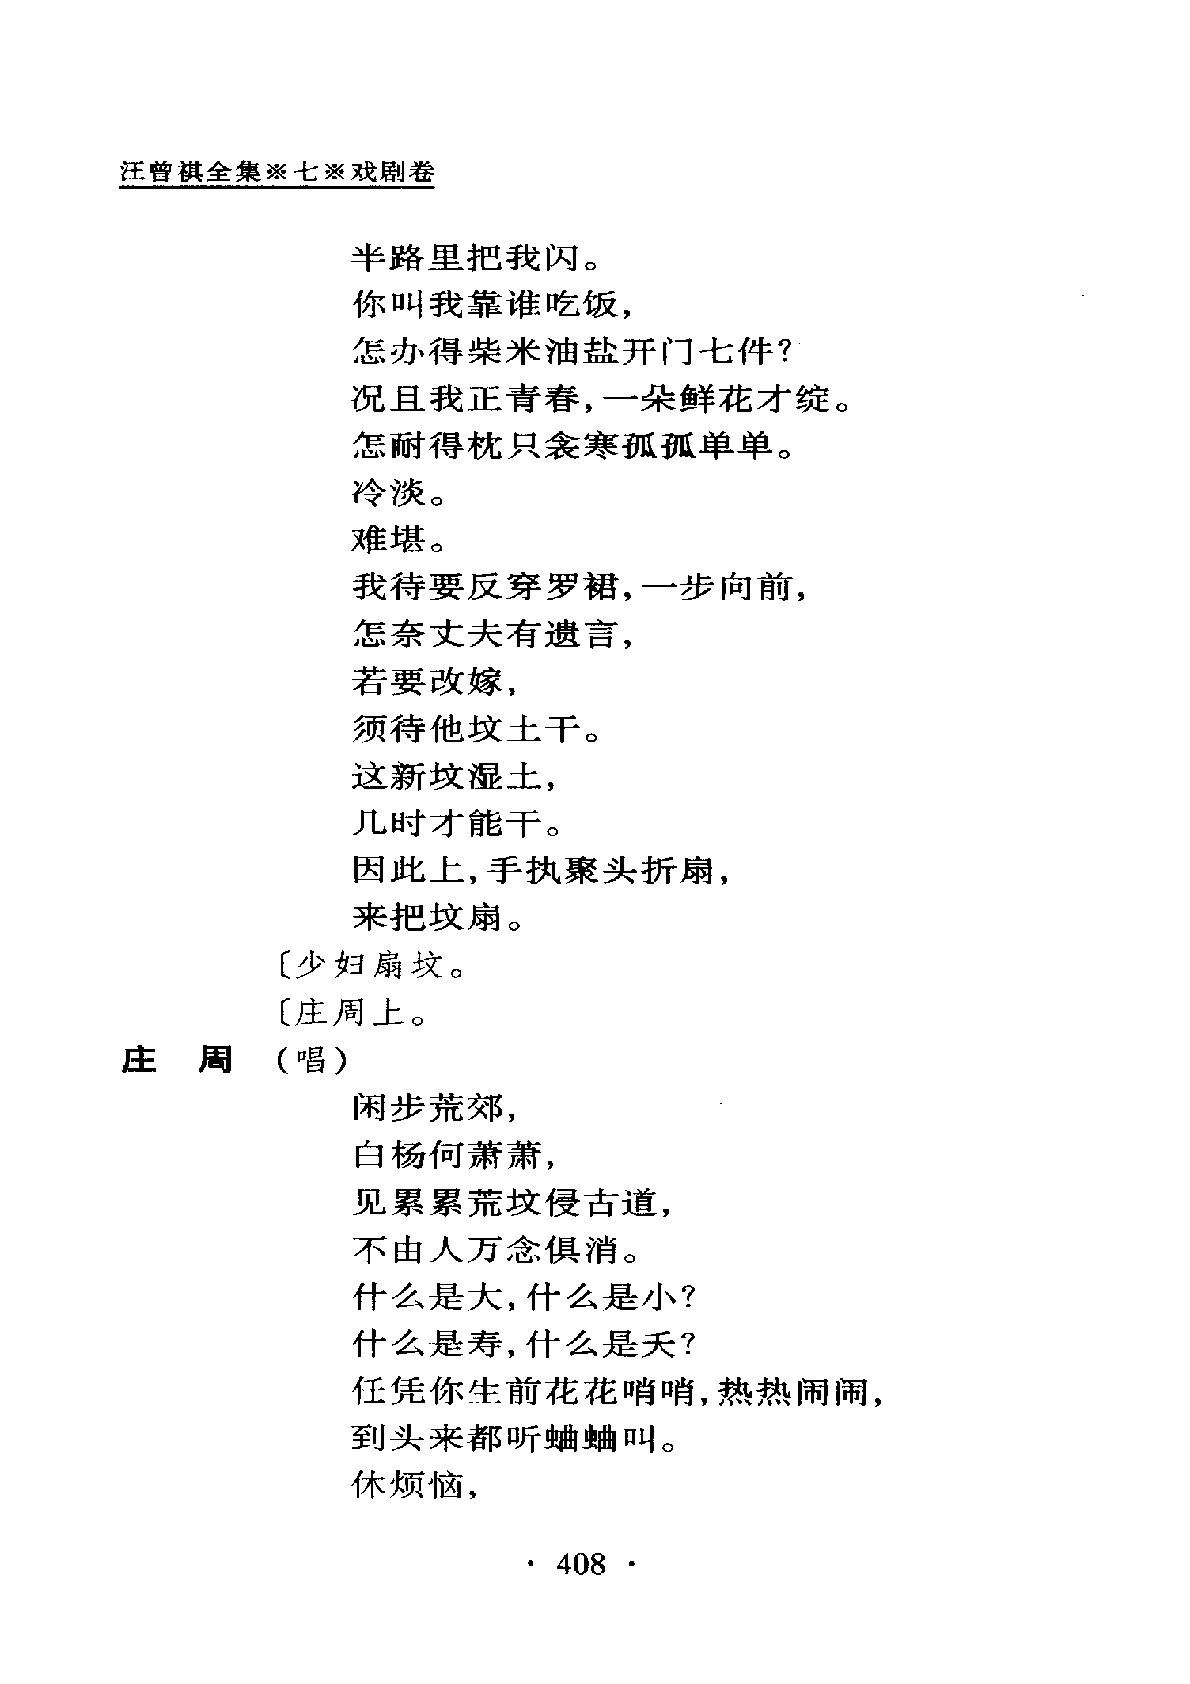 汪曾祺全集※七※戏剧卷
半路里把我闪。
你叫我靠谁吃饭，
怎办得柴米油盐开门七件？
况且我正青春，一朵鲜花才绽。
怎耐得枕只衾寒孤孤单单。
冷淡。
难堪。
我待要反穿罗裙，一步向前，
怎奈丈夫有遗言，
若要改嫁，
须待他坟土干。
这新坟湿土，
几时才能干。
因此上，手执聚头折扇，
来把坟扇。
〔少妇扇坟。
〔庄周上。
庄　周　（唱）
闲步荒郊，
白杨何萧萧，
见累累荒坟侵古道，
不由人万念俱消。
什么是大，什么是小？
什么是寿，什么是夭？
任凭你生前花花哨哨，热热闹闹，
到头来都听蛐蛐叫。
休烦恼，
· 408 ·